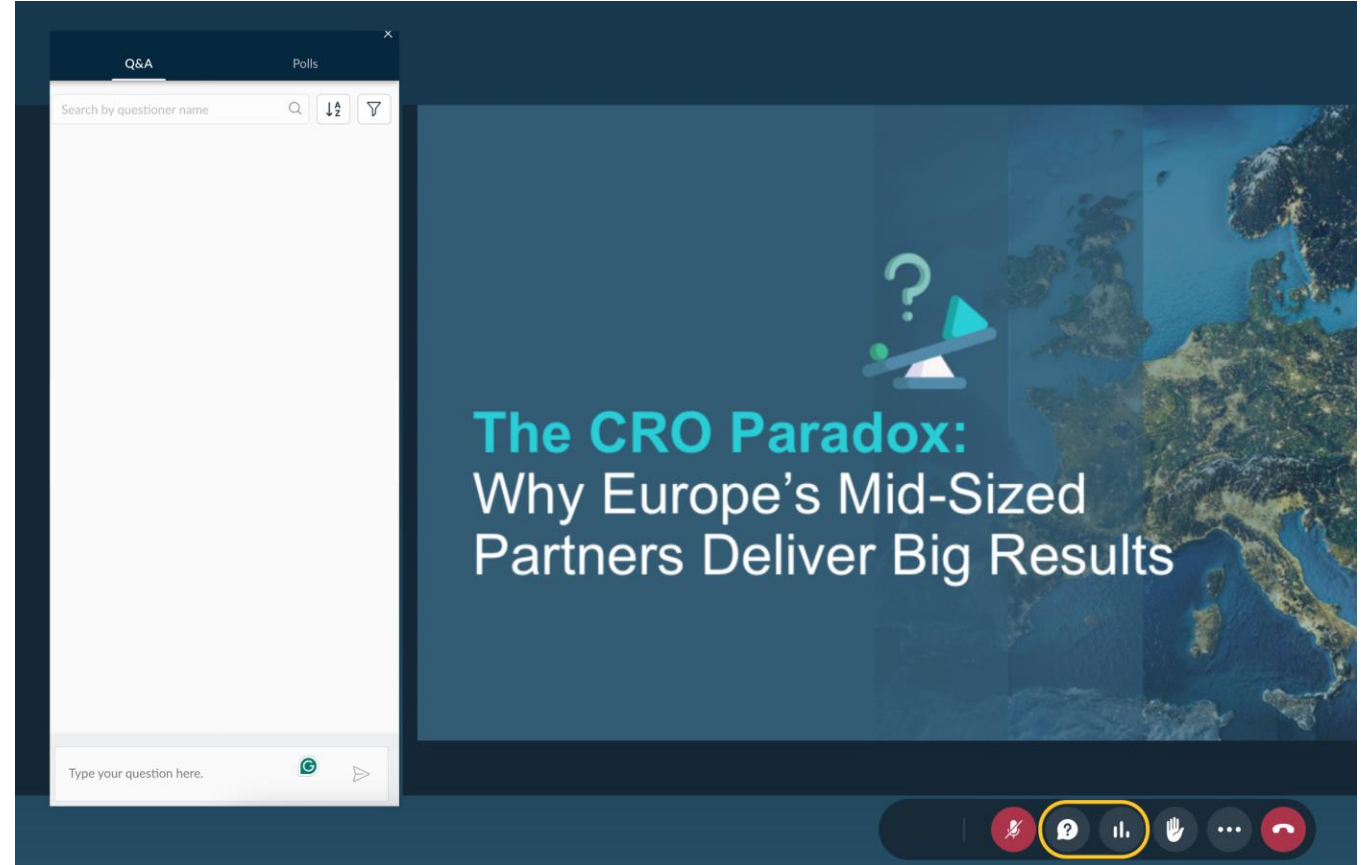 Q&A
Polls
Search by questioner name
The CRO Paradox:
Why Europe’s Mid-Sized
Partners Deliver Big Results
Type your question here.